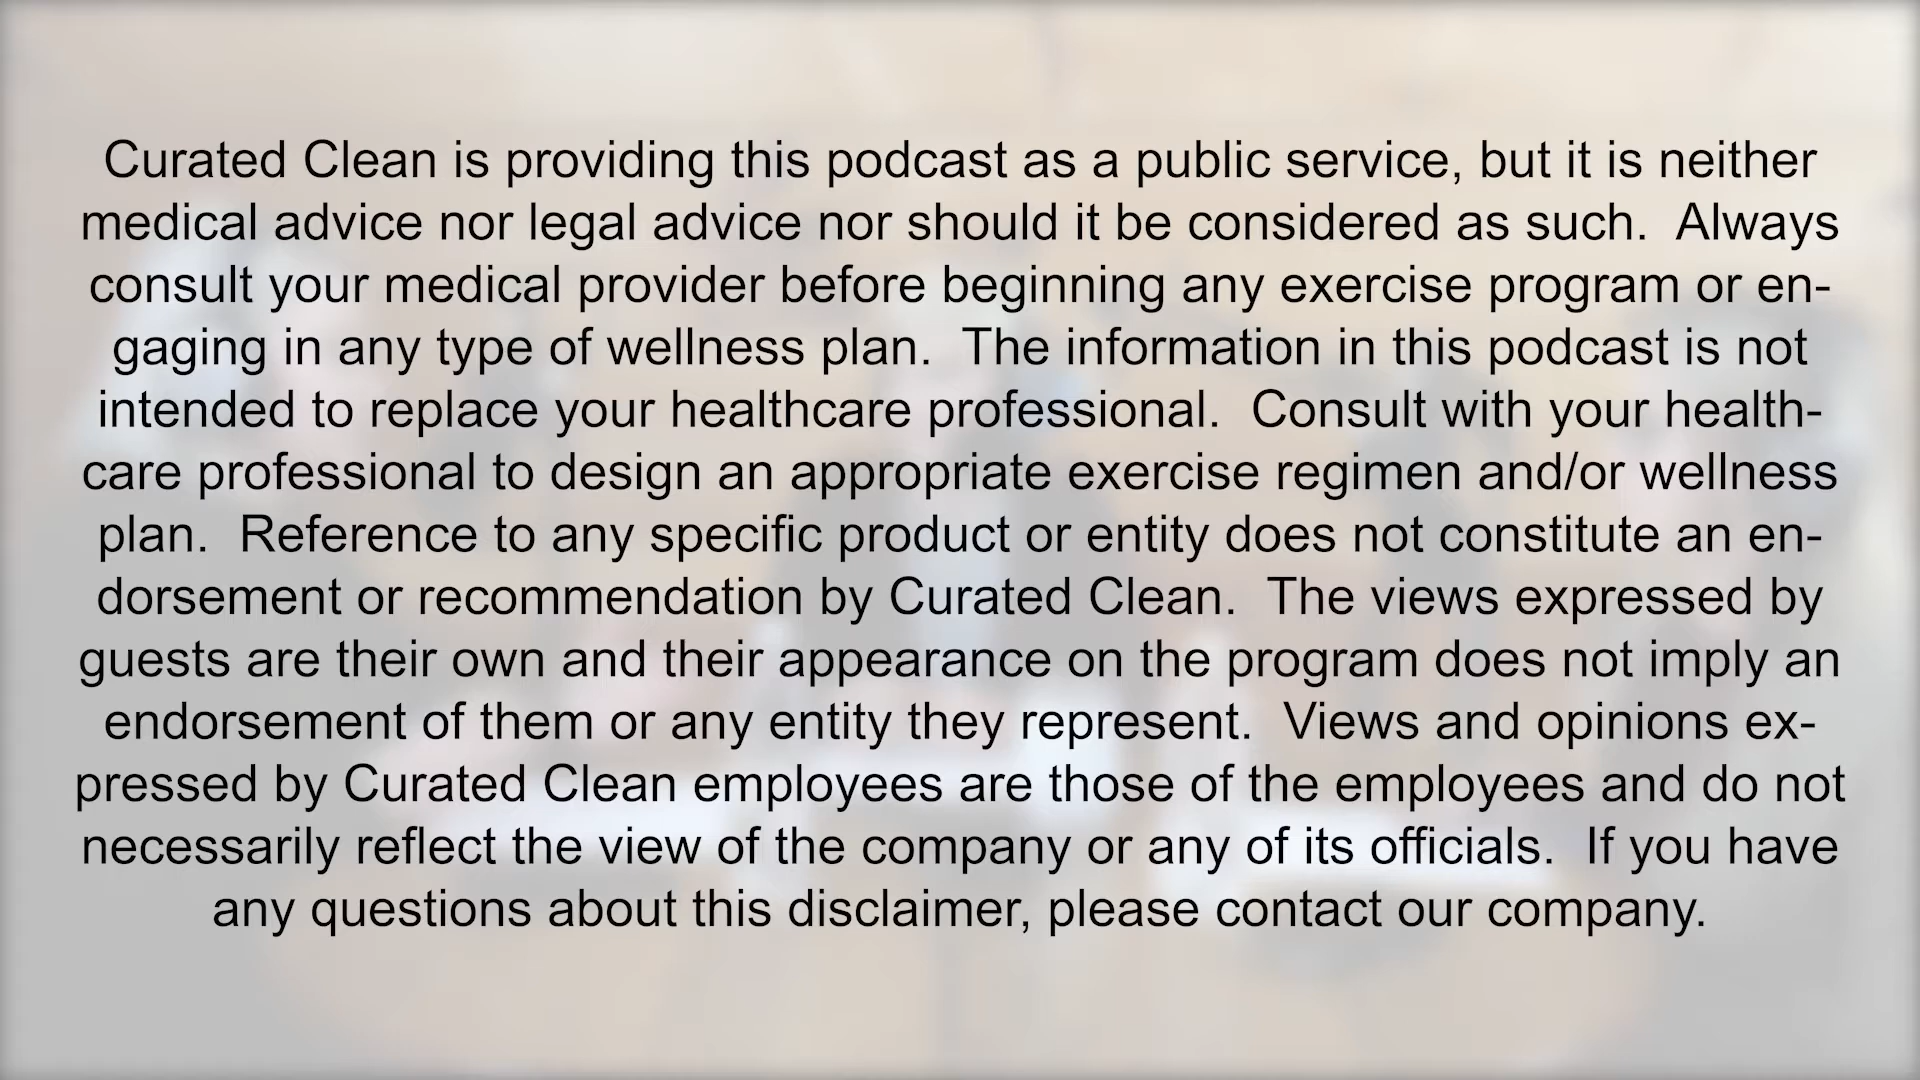 Curated Clean is providing this podcast as a public service, but it is neither
medical advice nor legal advice nor should it be considered as such.  Always
consult your medical provider before beginning any exercise program or en-
gaging in any type of wellness plan.  The information in this podcast is not
intended to replace your healthcare professional.  Consult with your health-
care professional to design an appropriate exercise regimen and/or wellness
plan.  Reference to any specific product or entity does not constitute an en-
dorsement or recommendation by Curated Clean.  The views expressed by
guests are their own and their appearance on the program does not imply an
endorsement of them or any entity they represent.  Views and opinions ex-
pressed by Curated Clean employees are those of the employees and do not
necessarily reflect the view of the company or any of its officials.  If you have
any questions about this disclaimer, please contact our company.